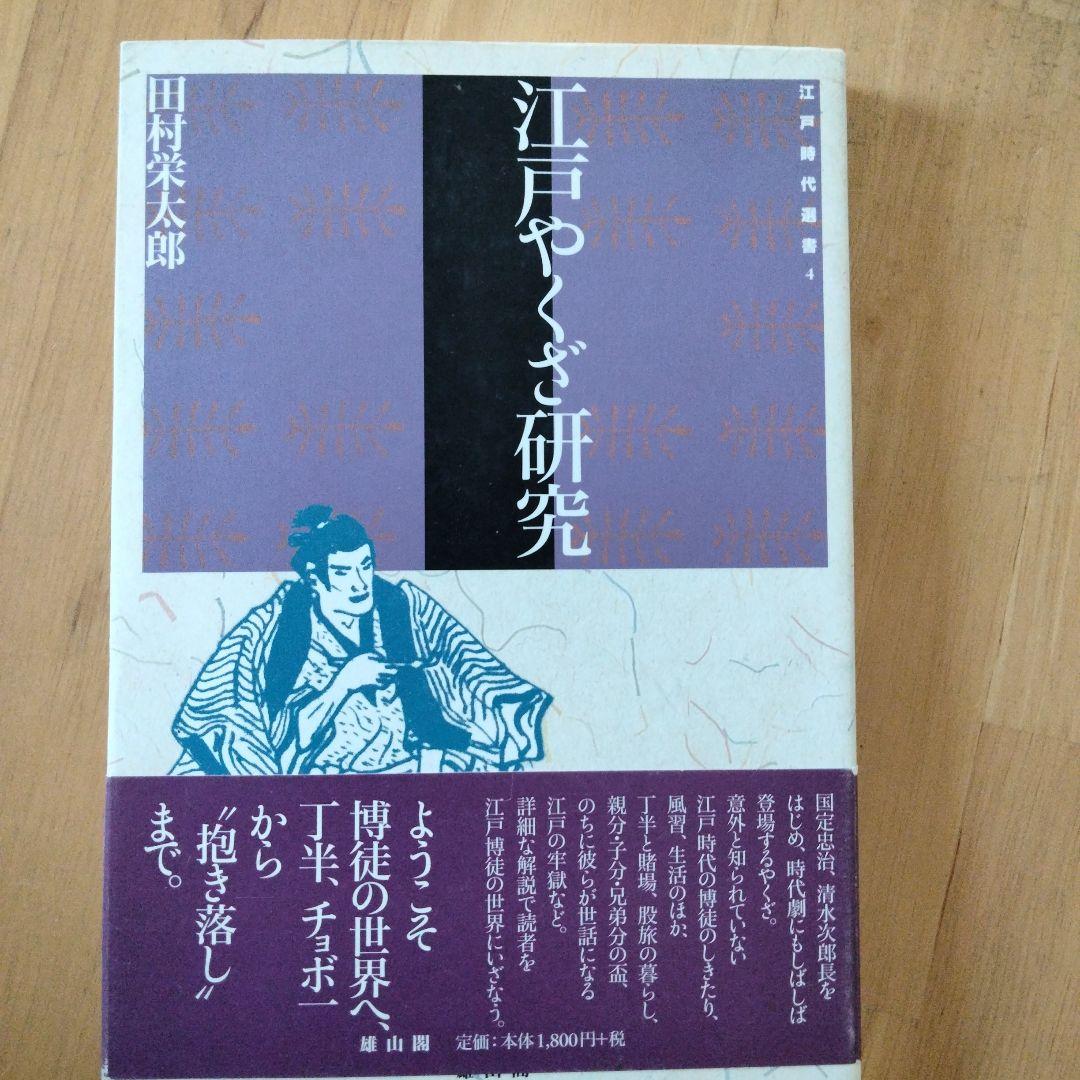 江戸時代選書4
江戸やくざ研究
田村栄太郎
国定忠治、清水次郎長を
はじめ、時代劇にもしばしば
登場するやくざ。
意外と知られていない
江戸時代の博徒のしきたり、
風習、生活のほか、
丁半と賭場、股旅の暮らし、
親分・子分・兄弟分の盃、
のちに彼らが世話になる
江戸の牢獄など。
詳細な解説で読者を
江戸博徒の世界にいざなう。
ようこそ
博徒の世界へ、
丁半、チョボ一
から
〝抱き落し〟
まで。
雄山閣 定価:本体1,800円+税
雄山閣